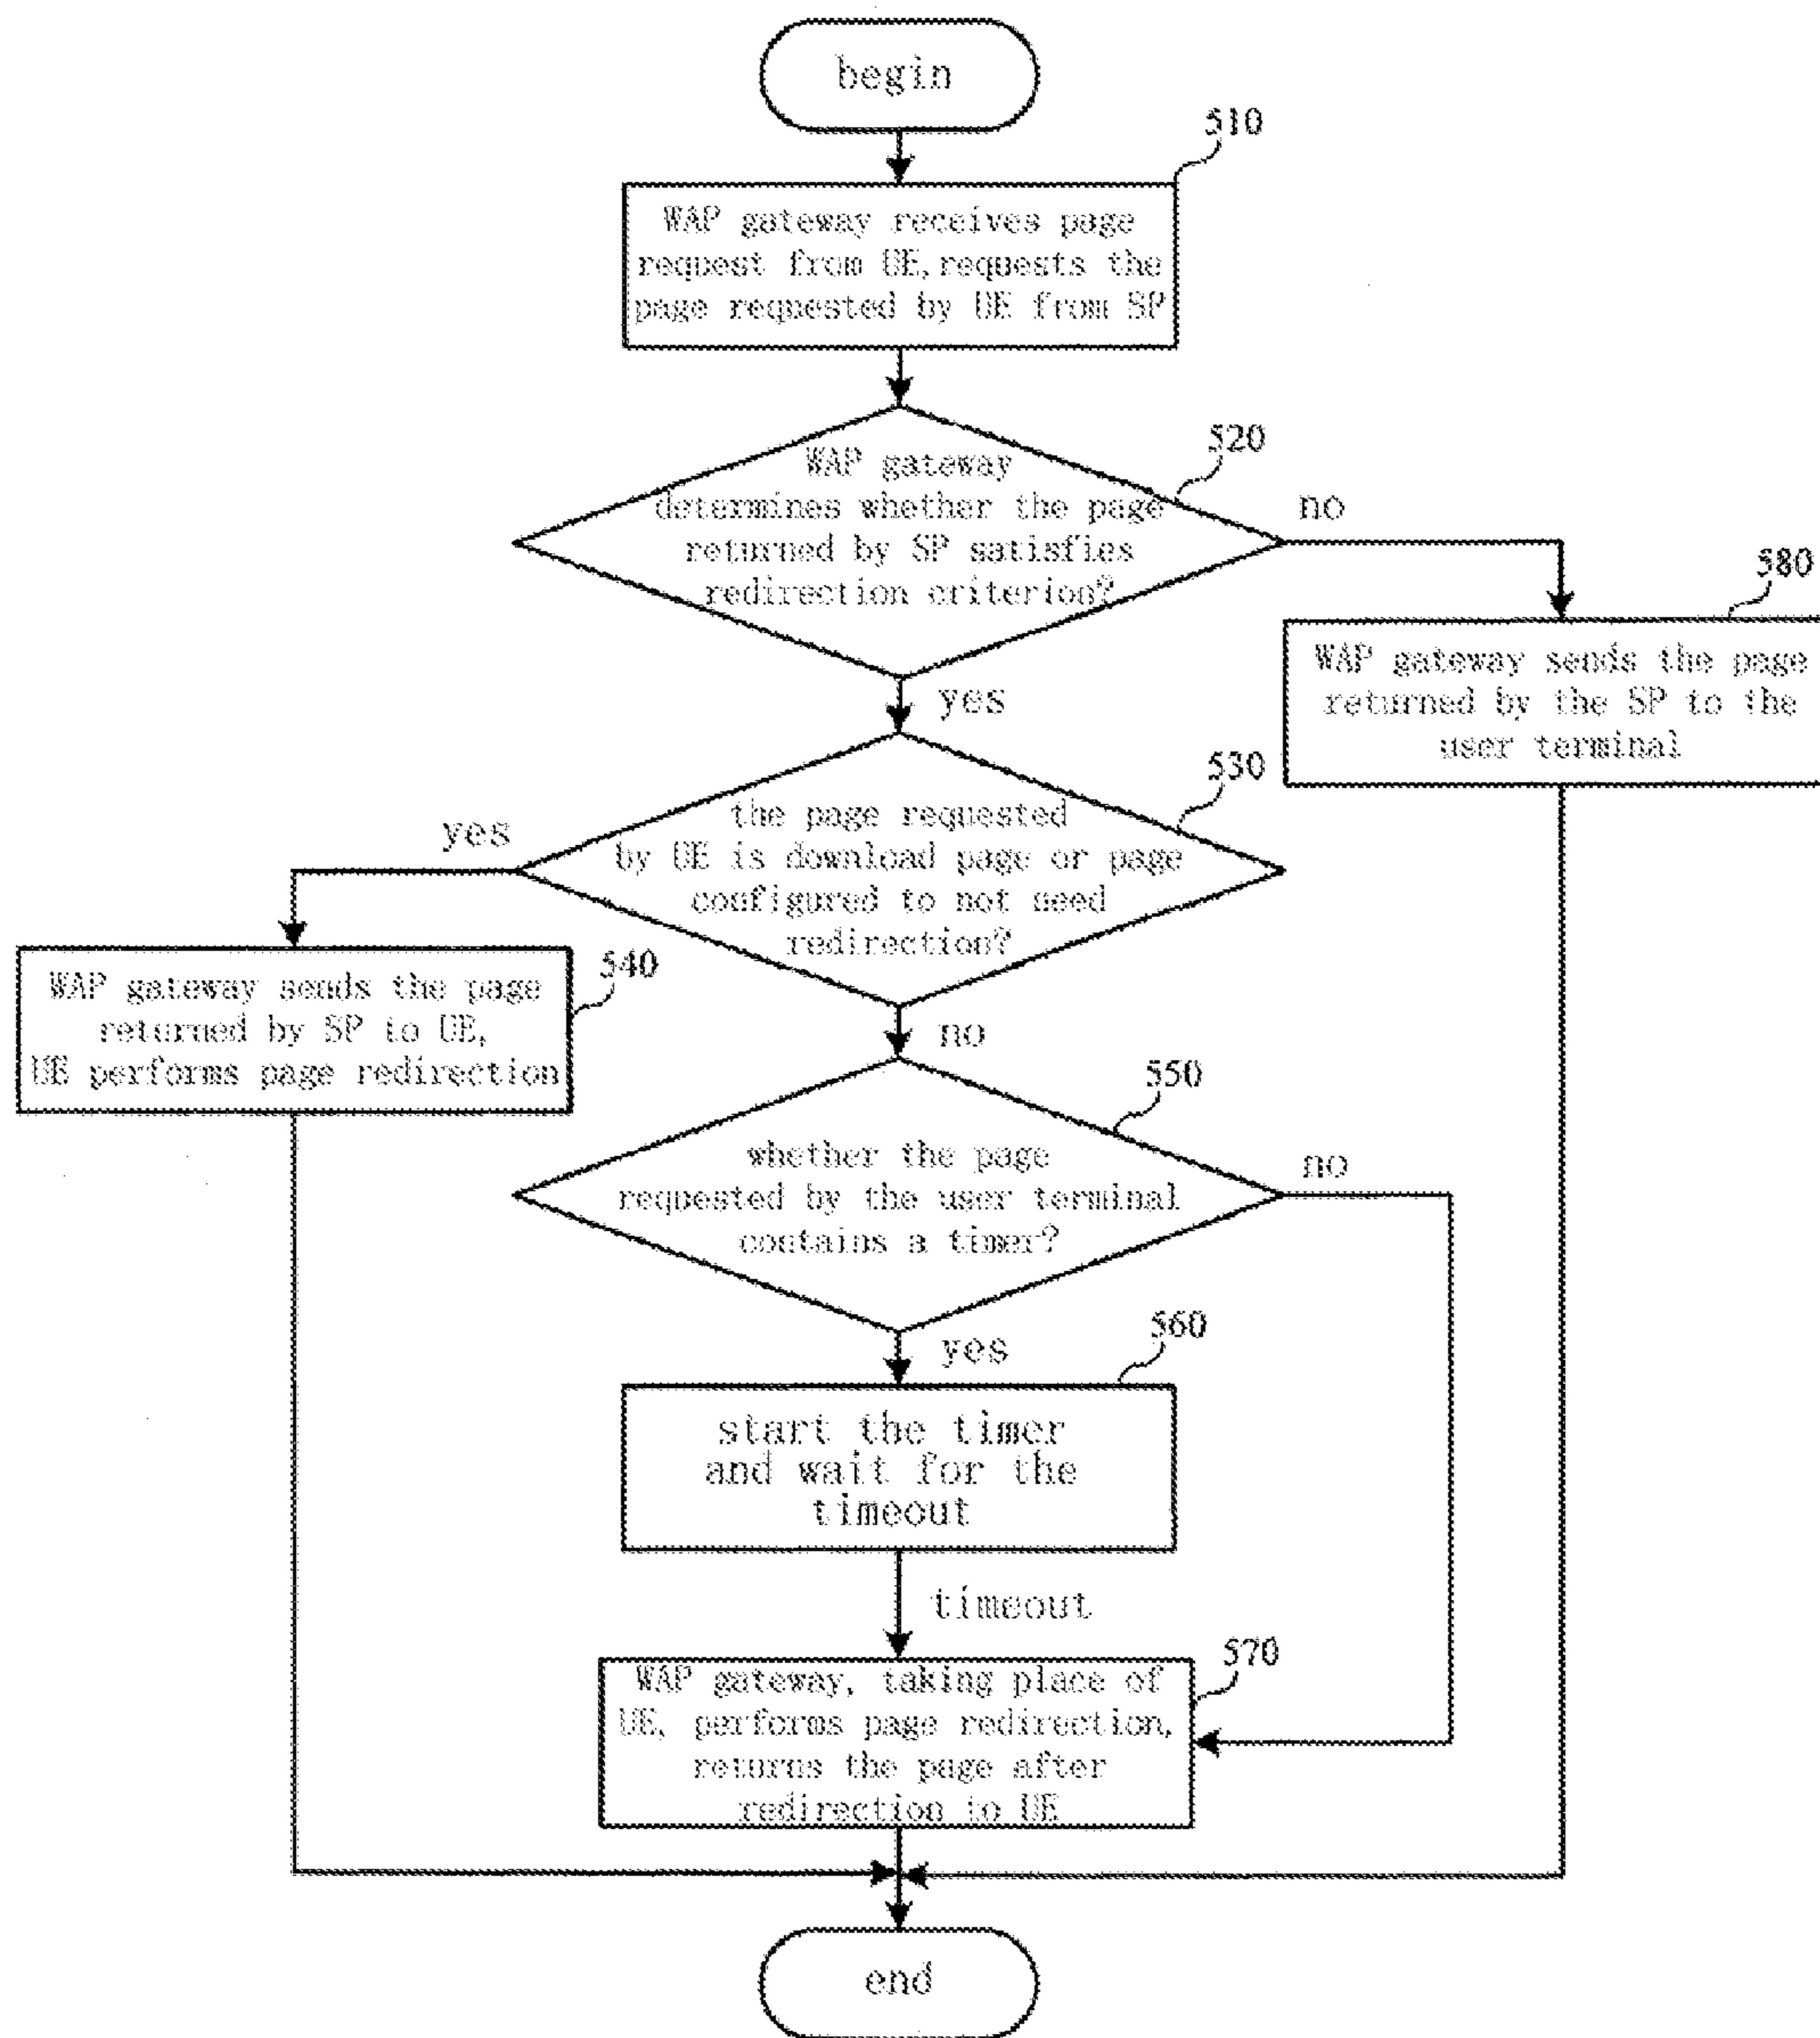 begin
510
WAP gateway receives page
request from UE, requests the
page requested by UE from SP
520
WAP gateway
determines whether the page
returned by SP satisfies
redirection criterion?
no
580
WAP gateway sends the page
returned by the SP to the
user terminal
yes
530
the page requested
by UE is download page or page
configured to not need
redirection?
yes
540
WAP gateway sends the page
returned by SP to UE,
UE performs page redirection
no
550
whether the page
requested by the user terminal
contains a timer?
no
yes
560
start the timer
and wait for the
timeout
timeout
570
WAP gateway, taking place of
UE, performs page redirection,
returns the page after
redirection to UE
end